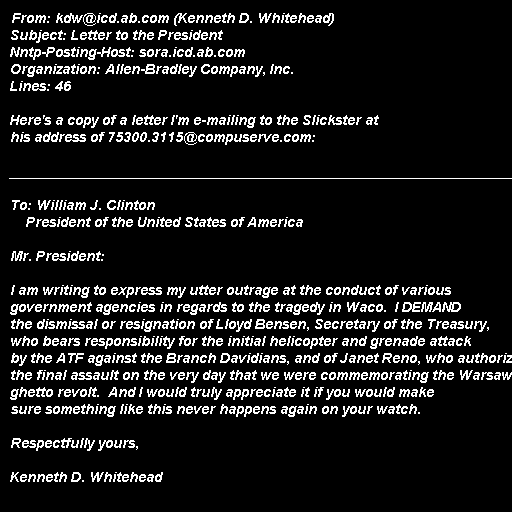 From: kdw@icd.ab.com (Kenneth D. Whitehead)
Subject: Letter to the President
Nntp-Posting-Host: sora.icd.ab.com
Organization: Allen-Bradley Company, Inc.
Lines: 46
Here's a copy of a letter I'm e-mailing to the Slickster at
his address of 75300.3115@compuserve.com:
To: William J. Clinton
President of the United States of America
Mr. President:
I am writing to express my utter outrage at the conduct of various
government agencies in regards to the tragedy in Waco.  I DEMAND
the dismissal or resignation of Lloyd Bensen, Secretary of the Treasury,
who bears responsibility for the initial helicopter and grenade attack
by the ATF against the Branch Davidians, and of Janet Reno, who authoriz
the final assault on the very day that we were commemorating the Warsaw
ghetto revolt.  And I would truly appreciate it if you would make
sure something like this never happens again on your watch.
Respectfully yours,
Kenneth D. Whitehead